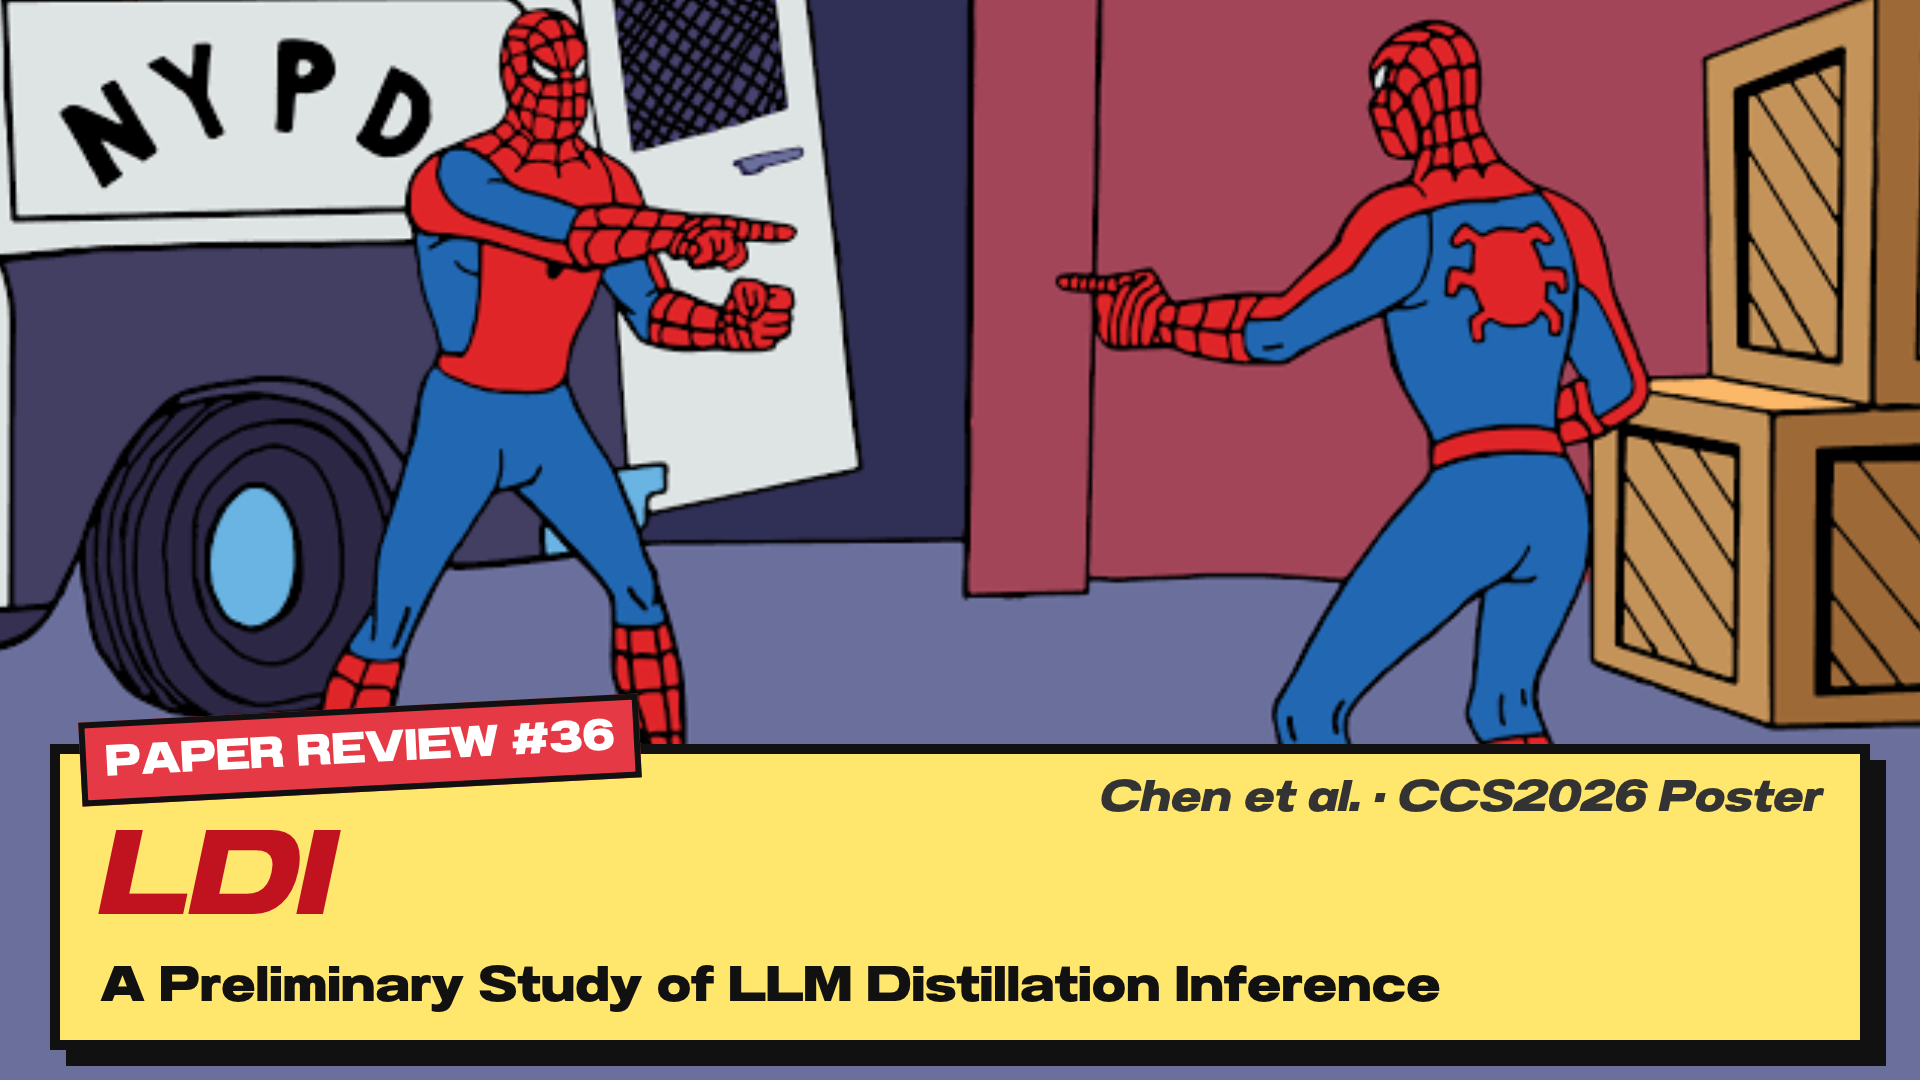 NYPD
PAPER REVIEW #36
Chen et al. · CCS2026 Poster
LDI
A Preliminary Study of LLM Distillation Inference